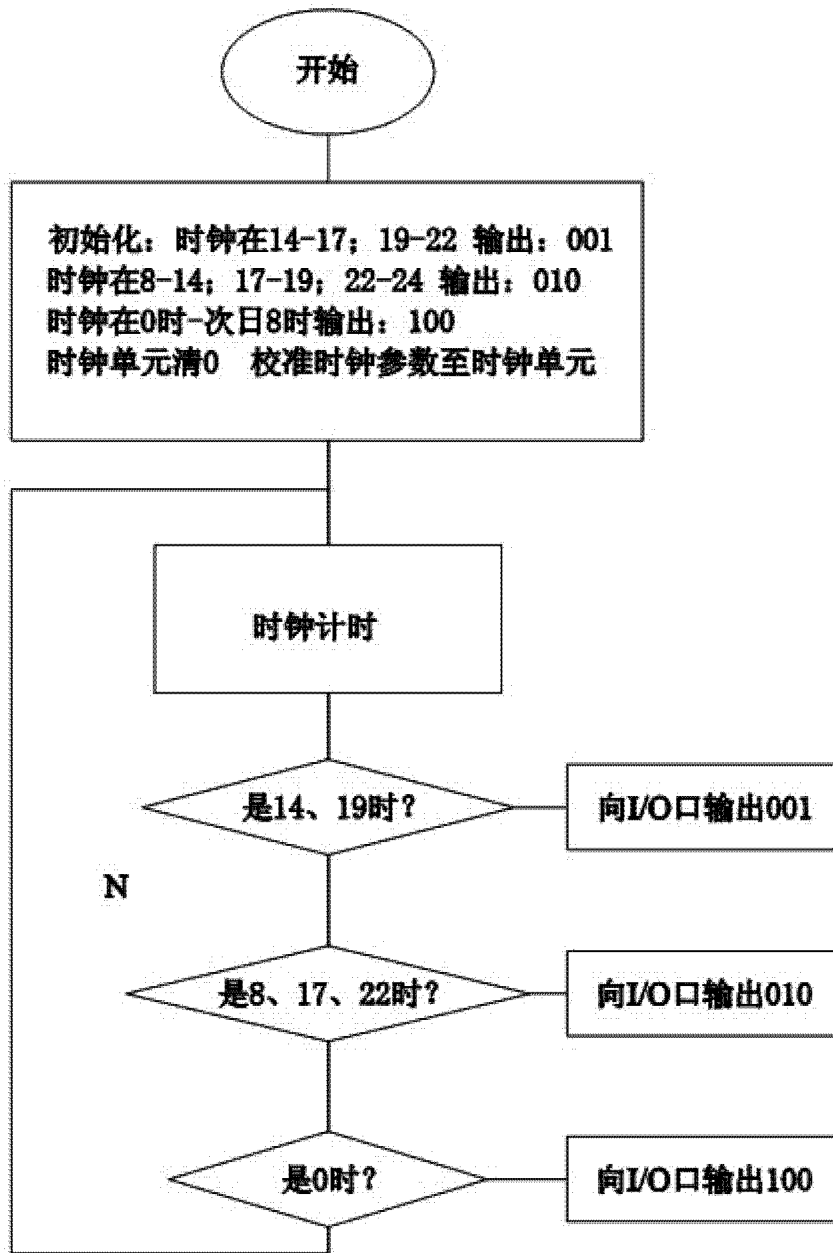 开始
初始化：时钟在14-17；19-22 输出：001
时钟在8-14；17-19；22-24 输出：010
时钟在0时-次日8时输出：100
时钟单元清0 校准时钟参数至时钟单元
时钟计时
是14、19时？
向I/O口输出001
N
是8、17、22时？
向I/O口输出010
是0时？
向I/O口输出100